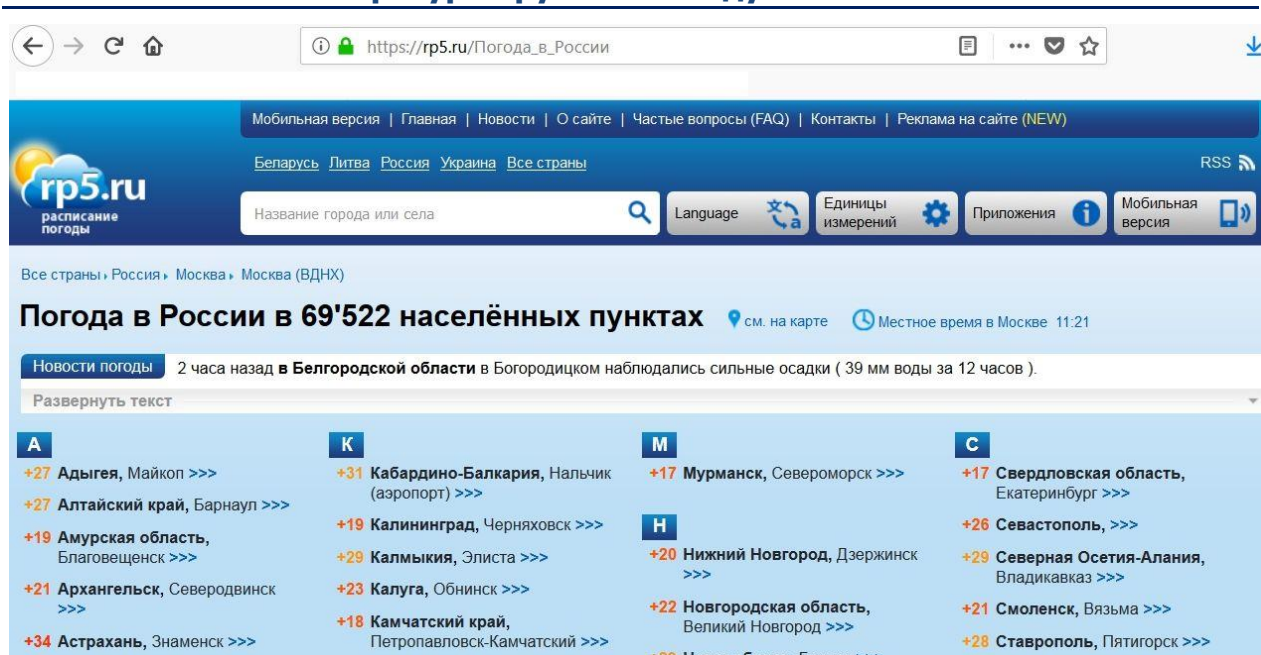 https://rp5.ru/Погода_в_России
Мобильная версия | Главная | Новости | О сайте | Частые вопросы (FAQ) | Контакты | Реклама на сайте (NEW)
Беларусь Литва Россия Украина Все страны
RSS
rp5.ru
расписание
погоды
Название города или села
Language
Единицы
измерений
Приложения
Мобильная
версия
Все страны › Россия › Москва › Москва (ВДНХ)
Погода в России в 69'522 населённых пунктах
см. на карте
Местное время в Москве 11:21
Новости погоды
2 часа назад в Белгородской области в Богородицком наблюдались сильные осадки ( 39 мм воды за 12 часов ).
Развернуть текст
А
+27 Адыгея, Майкоп >>>
+27 Алтайский край, Барнаул >>>
+19 Амурская область,
Благовещенск >>>
+21 Архангельск, Северодвинск
>>>
+34 Астрахань, Знаменск >>>
К
+31 Кабардино-Балкария, Нальчик
(аэропорт) >>>
+19 Калининград, Черняховск >>>
+29 Калмыкия, Элиста >>>
+23 Калуга, Обнинск >>>
+18 Камчатский край,
Петропавловск-Камчатский >>>
М
+17 Мурманск, Североморск >>>
Н
+20 Нижний Новгород, Дзержинск
>>>
+22 Новгородская область,
Великий Новгород >>>
С
+17 Свердловская область,
Екатеринбург >>>
+26 Севастополь, >>>
+29 Северная Осетия-Алания,
Владикавказ >>>
+21 Смоленск, Вязьма >>>
+28 Ставрополь, Пятигорск >>>